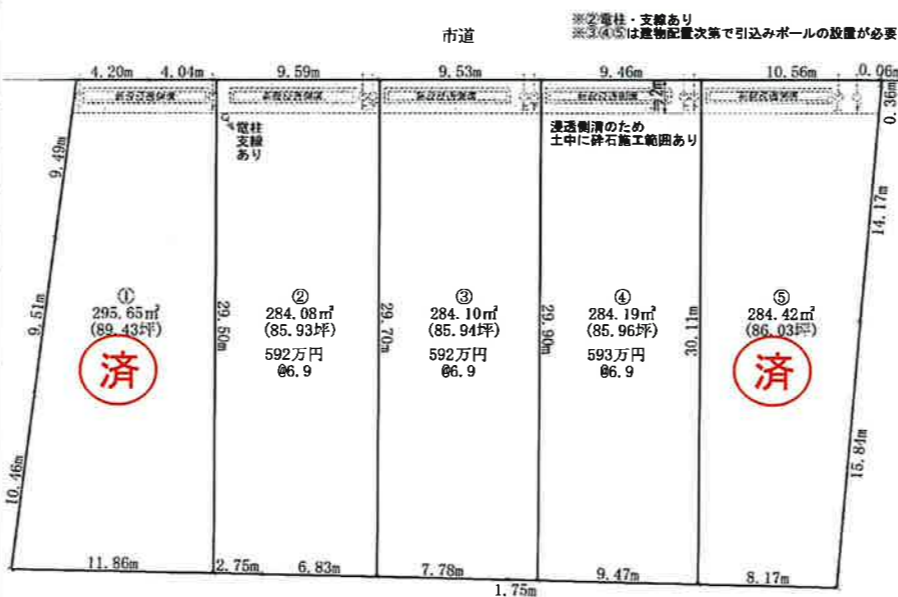 ※②電柱・支線あり
※③④⑤は建物配置次第で引込みポールの設置が必要
市道
4.20m 4.04m 9.59m 9.53m 9.46m 10.56m 0.06m
0.36m
電柱
支線
あり
浸透側溝のため
土中に砕石施工範囲あり
9.49m
9.51m
10.46m
①
295.65㎡
(89.43坪)
済
29.50m
②
284.08㎡
(85.93坪)
592万円
@6.9
29.70m
③
284.10㎡
(85.94坪)
592万円
@6.9
29.90m
④
284.19㎡
(85.96坪)
593万円
@6.9
30.11m
⑤
284.42㎡
(86.03坪)
済
14.17m
15.84m
11.86m 2.75m 6.83m 7.78m 1.75m 9.47m 8.17m